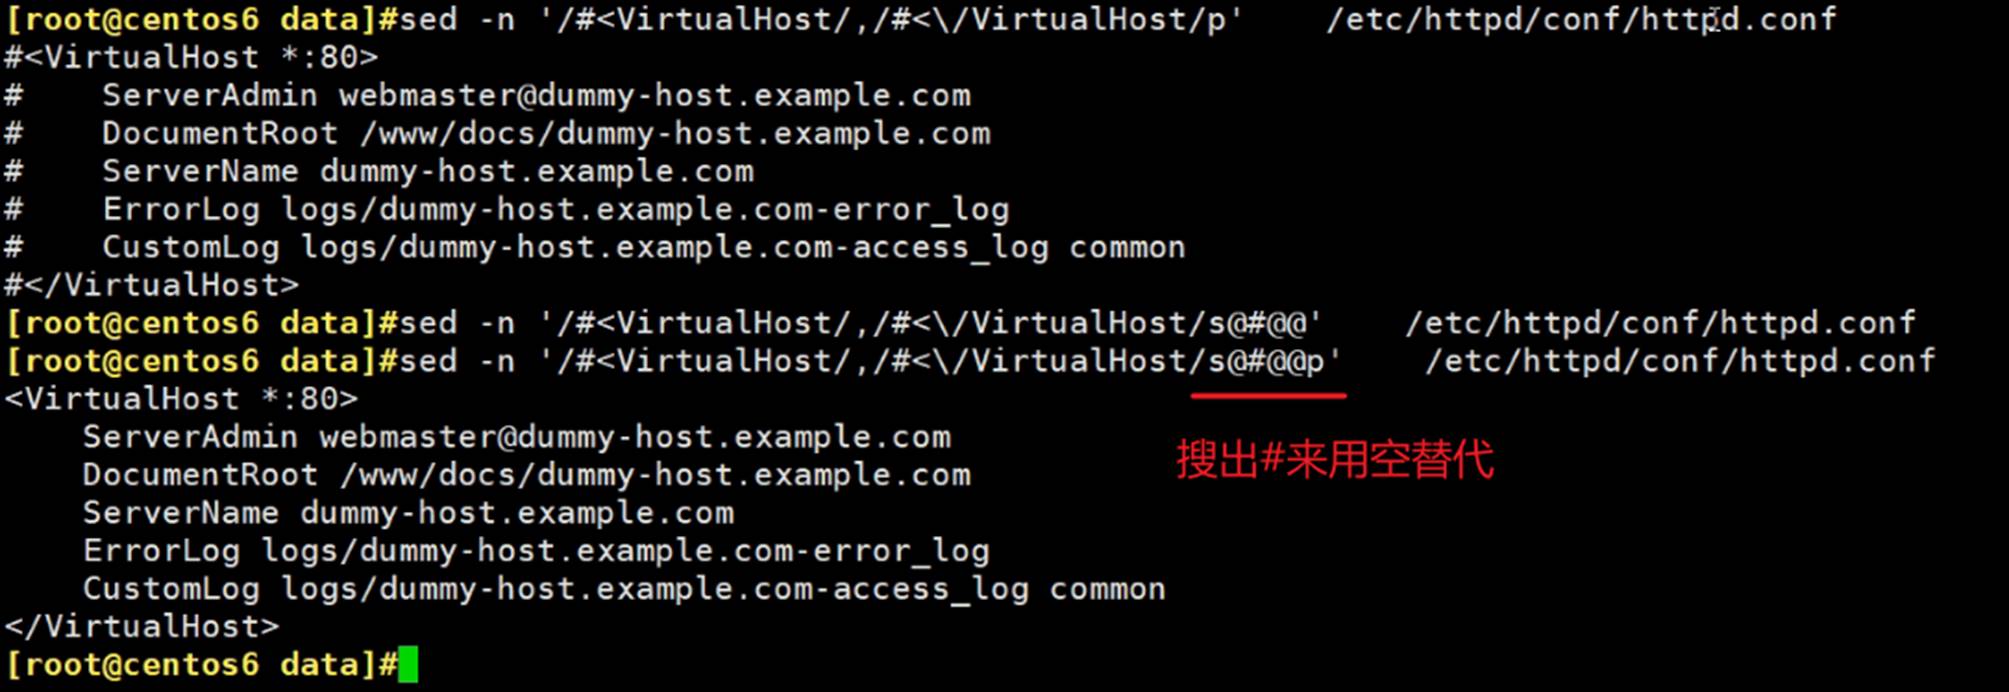 [root@centos6 data]#sed -n '/#<VirtualHost/,/#<\/VirtualHost/p'    /etc/httpd/conf/httpd.conf
#<VirtualHost *:80>
#    ServerAdmin webmaster@dummy-host.example.com
#    DocumentRoot /www/docs/dummy-host.example.com
#    ServerName dummy-host.example.com
#    ErrorLog logs/dummy-host.example.com-error_log
#    CustomLog logs/dummy-host.example.com-access_log common
#</VirtualHost>
[root@centos6 data]#sed -n '/#<VirtualHost/,/#<\/VirtualHost/s@#@@'    /etc/httpd/conf/httpd.conf
[root@centos6 data]#sed -n '/#<VirtualHost/,/#<\/VirtualHost/s@#@@p'    /etc/httpd/conf/httpd.conf
<VirtualHost *:80>
    ServerAdmin webmaster@dummy-host.example.com
搜出#来用空替代
    DocumentRoot /www/docs/dummy-host.example.com
    ServerName dummy-host.example.com
    ErrorLog logs/dummy-host.example.com-error_log
    CustomLog logs/dummy-host.example.com-access_log common
</VirtualHost>
[root@centos6 data]#